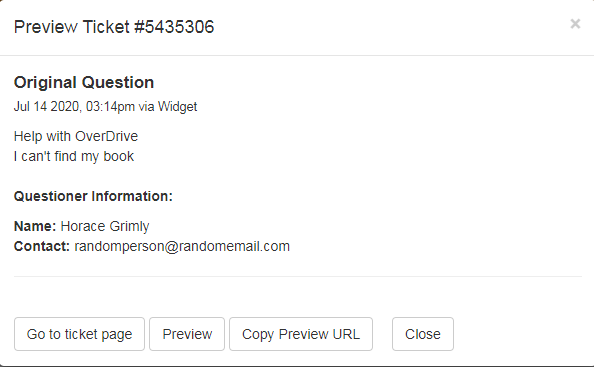 Preview Ticket #5435306
×
Original Question
Jul 14 2020, 03:14pm via Widget
Help with OverDrive
I can't find my book
Questioner Information:
Name: Horace Grimly
Contact: randomperson@randomemail.com
Go to ticket page Preview Copy Preview URL Close